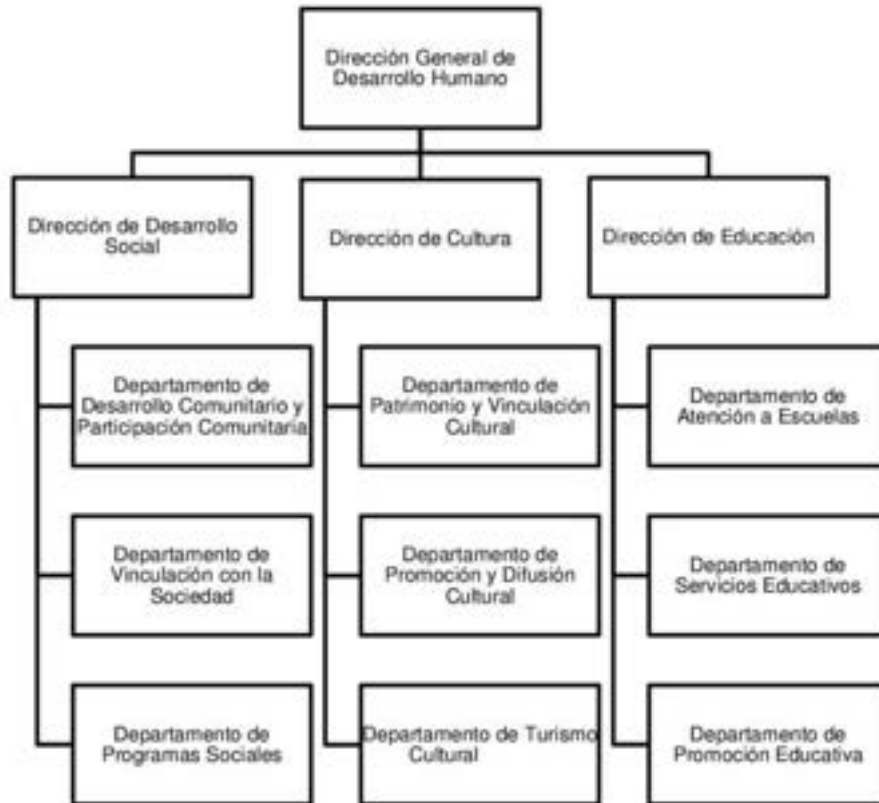 Dirección General de
Desarrollo Humano
Dirección de Desarrollo
Social
Dirección de Cultura
Dirección de Educación
Departamento de
Desarrollo Comunitario y
Participación Comunitaria
Departamento de
Patrimonio y Vinculación
Cultural
Departamento de
Atención a Escuelas
Departamento de
Vinculación con la
Sociedad
Departamento de
Promoción y Difusión
Cultural
Departamento de
Servicios Educativos
Departamento de
Programas Sociales
Departamento de Turismo
Cultural
Departamento de
Promoción Educativa